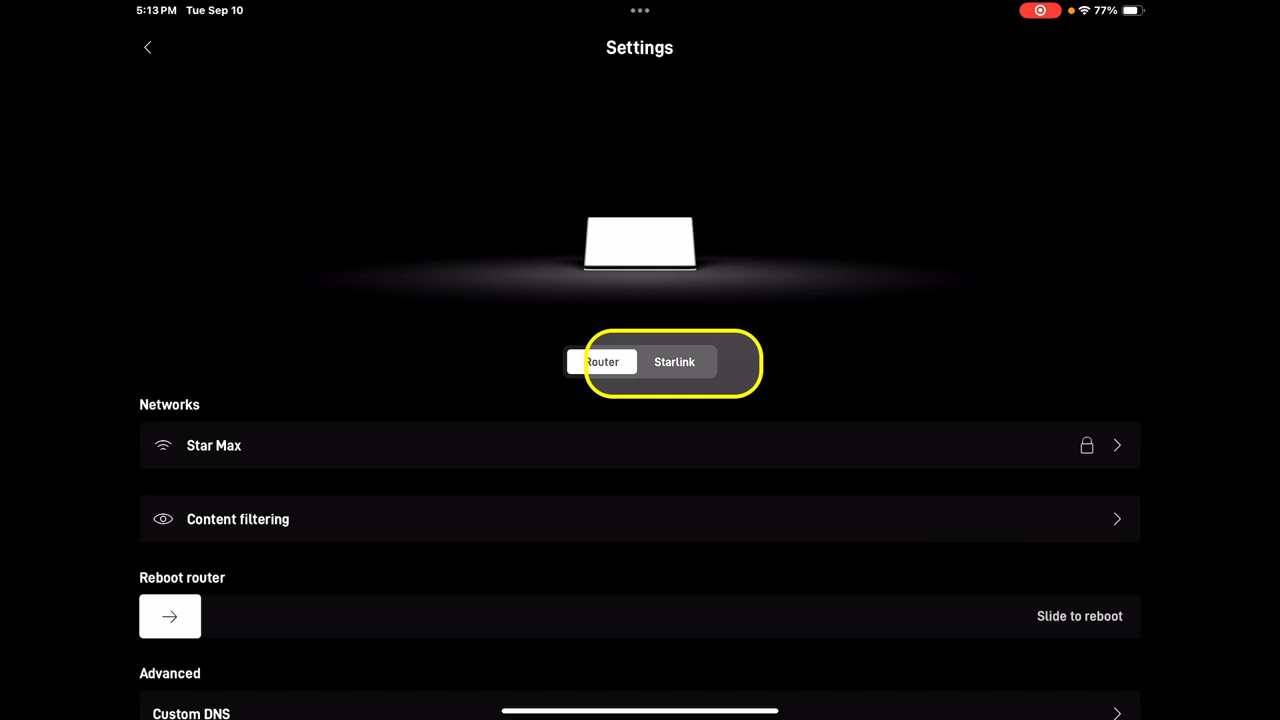 5:13 PM Tue Sep 10
77%
Settings
Router Starlink
Networks
Star Max
Content filtering
Reboot router
Slide to reboot
Advanced
Custom DNS